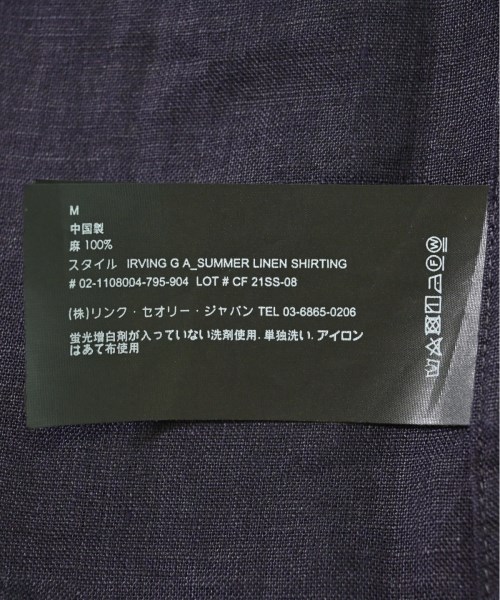 M
中国製
麻 100%
スタイル IRVING G A_SUMMER LINEN SHIRTING
# 02-1108004-795-904 LOT # CF 21SS-08
(株)リンク・セオリー・ジャパン TEL 03-6865-0206
蛍光増白剤が入っていない洗剤使用. 単独洗い. アイロン
はあて布使用
F W